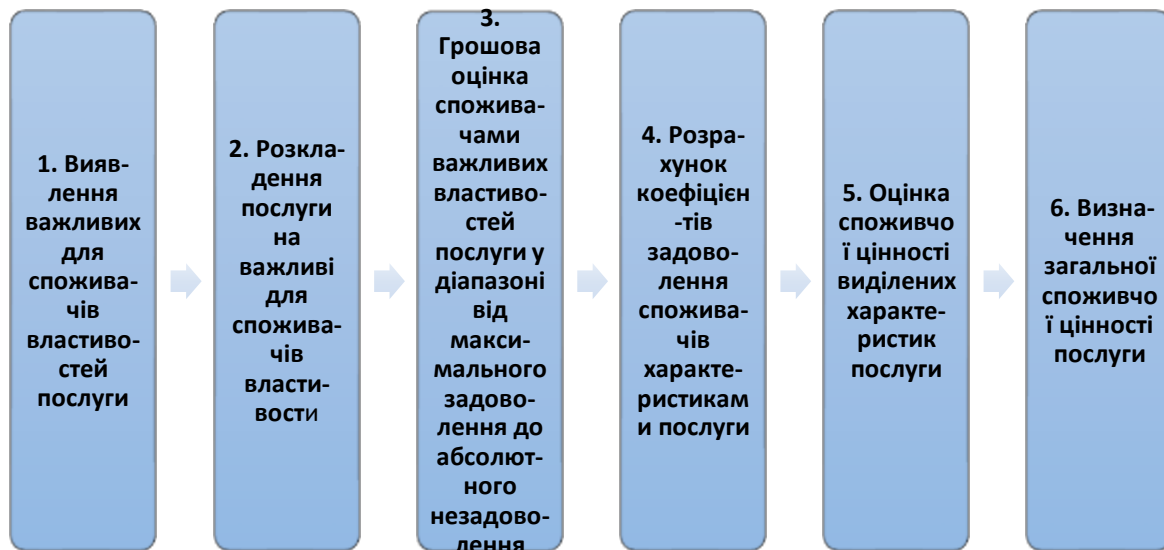 1. Вияв-
лення
важливих
для
спожива-
чів
властиво-
стей
послуги
2. Розкла-
дення
послуги
на
важливі
для
спожива-
чів
власти-
вости
3.
Грошова
оцінка
спожива-
чами
важливих
властиво-
стей
послуги у
діапазоні
від
макси-
мального
задово-
лення до
абсолют-
ного
незадово-
лення
4. Розра-
хунок
коефіцієн
-тів
задово-
лення
спожива-
чів
характе-
ристикам
и послуги
5. Оцінка
споживчо
ї цінності
виділених
характе-
ристик
послуги
6. Визна-
чення
загальної
споживчо
ї цінності
послуги